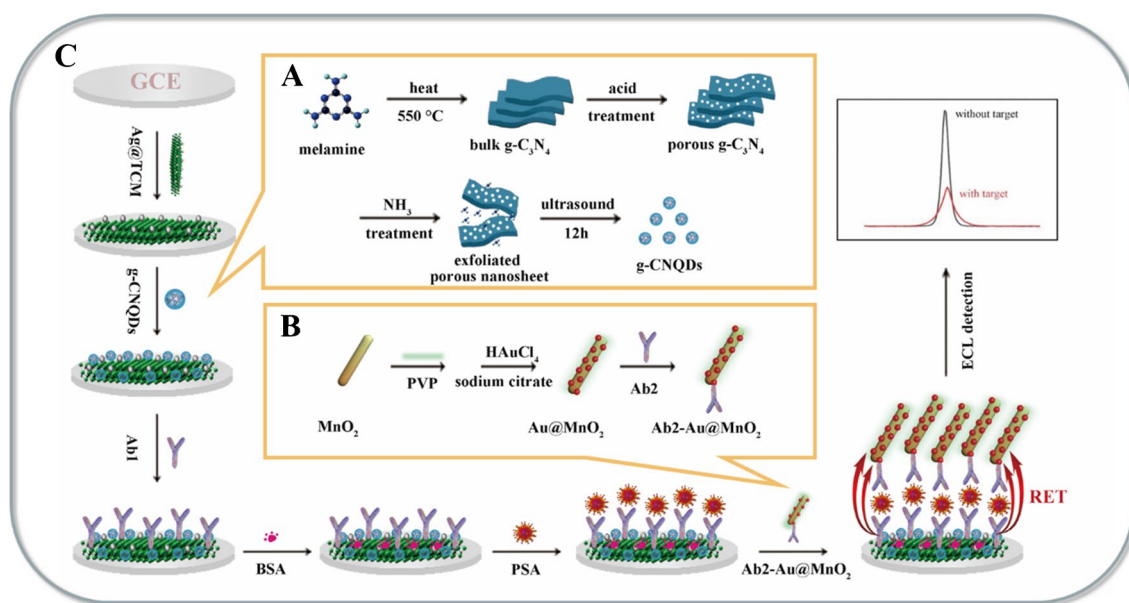 C
GCE
Ag@TCM
g-CNQDs
Ab1
A
melamine
heat
550 °C
bulk g-C₃N₄
acid
treatment
porous g-C₃N₄
NH₃
treatment
exfoliated
porous nanosheet
ultrasound
12h
g-CNQDs
B
MnO₂
PVP
HAuCl₄
sodium citrate
Au@MnO₂
Ab2
Ab2-Au@MnO₂
BSA
PSA
Ab2-Au@MnO₂
RET
ECL detection
without target
with target